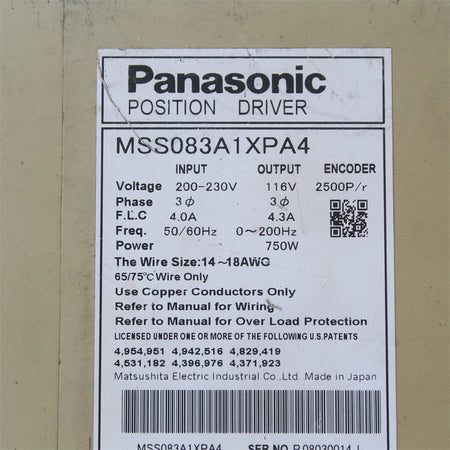 Panasonic
POSITION DRIVER
MSS083A1XPA4
INPUT OUTPUT ENCODER
Voltage 200-230V 116V 2500P/r
Phase 3ϕ 3ϕ
F.L.C 4.0A 4.3A
Freq. 50/60Hz 0~200Hz
Power 750W
The Wire Size:14~18AWG
65/75℃ Wire Only
Use Copper Conductors Only
Refer to Manual for Wiring
Refer to Manual for Over Load Protection
LICENSED UNDER ONE OR MORE OF THE FOLLOWING U.S.PATENTS
4,954,951 4,942,516 4,829,419
4,531,182 4,396,976 4,371,923
Matsushita Electric Industrial Co.,Ltd. Made in Japan
MSS083A1XPA4 SER NO P.08030014